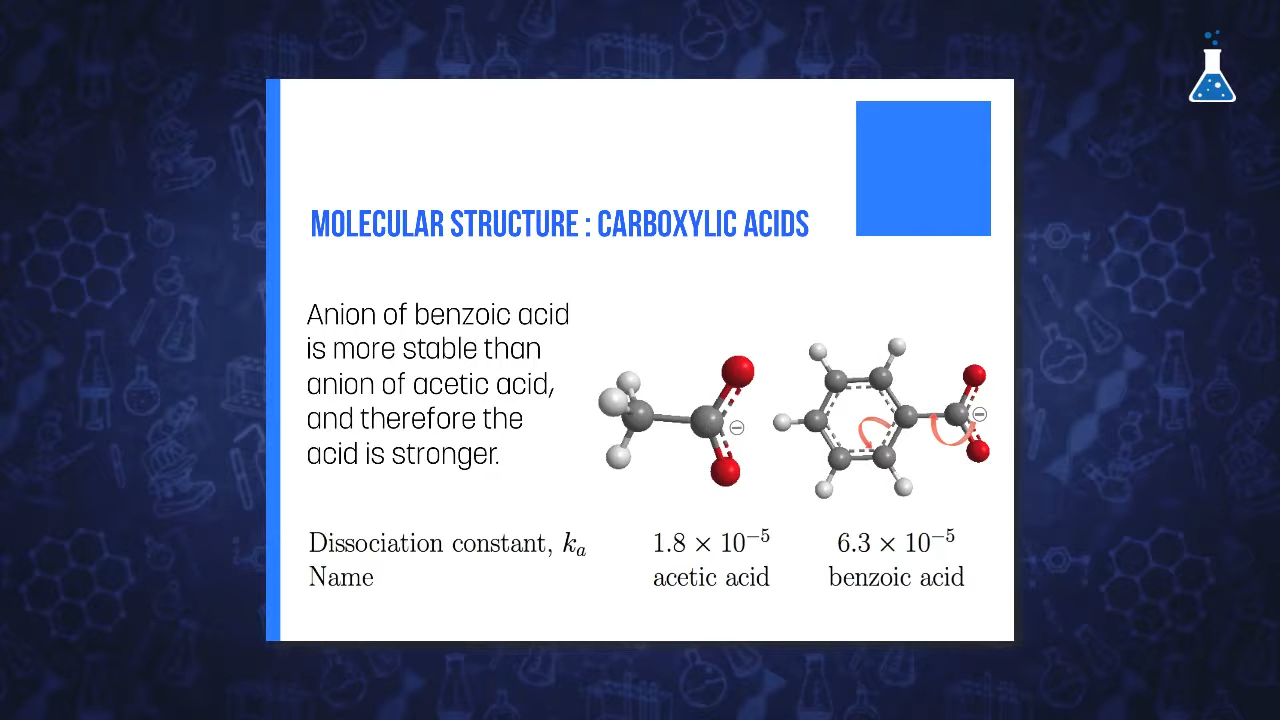 MOLECULAR STRUCTURE : CARBOXYLIC ACIDS
Anion of benzoic acid
is more stable than
anion of acetic acid,
and therefore the
acid is stronger.
⊖
⊖
Dissociation constant, kₐ 1.8 × 10⁻⁵ 6.3 × 10⁻⁵
Name acetic acid benzoic acid